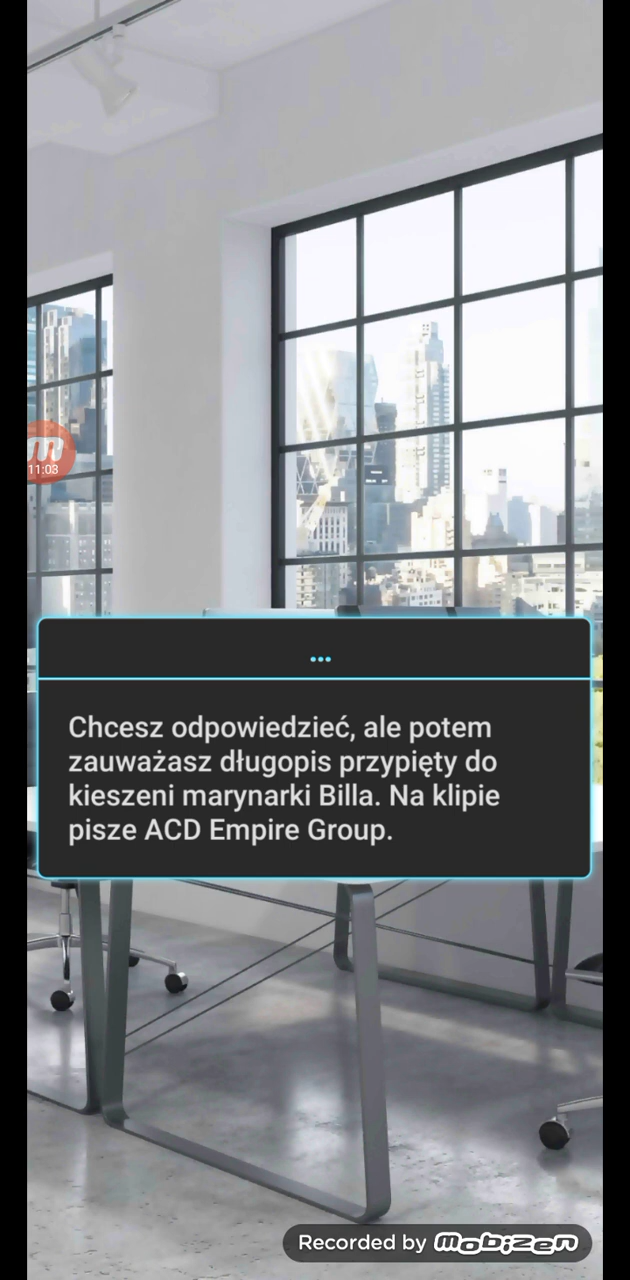 11:03
...
Chcesz odpowiedzieć, ale potem
zauważasz długopis przypięty do
kieszeni marynarki Billa. Na klipie
pisze ACD Empire Group.
Recorded by mobizen